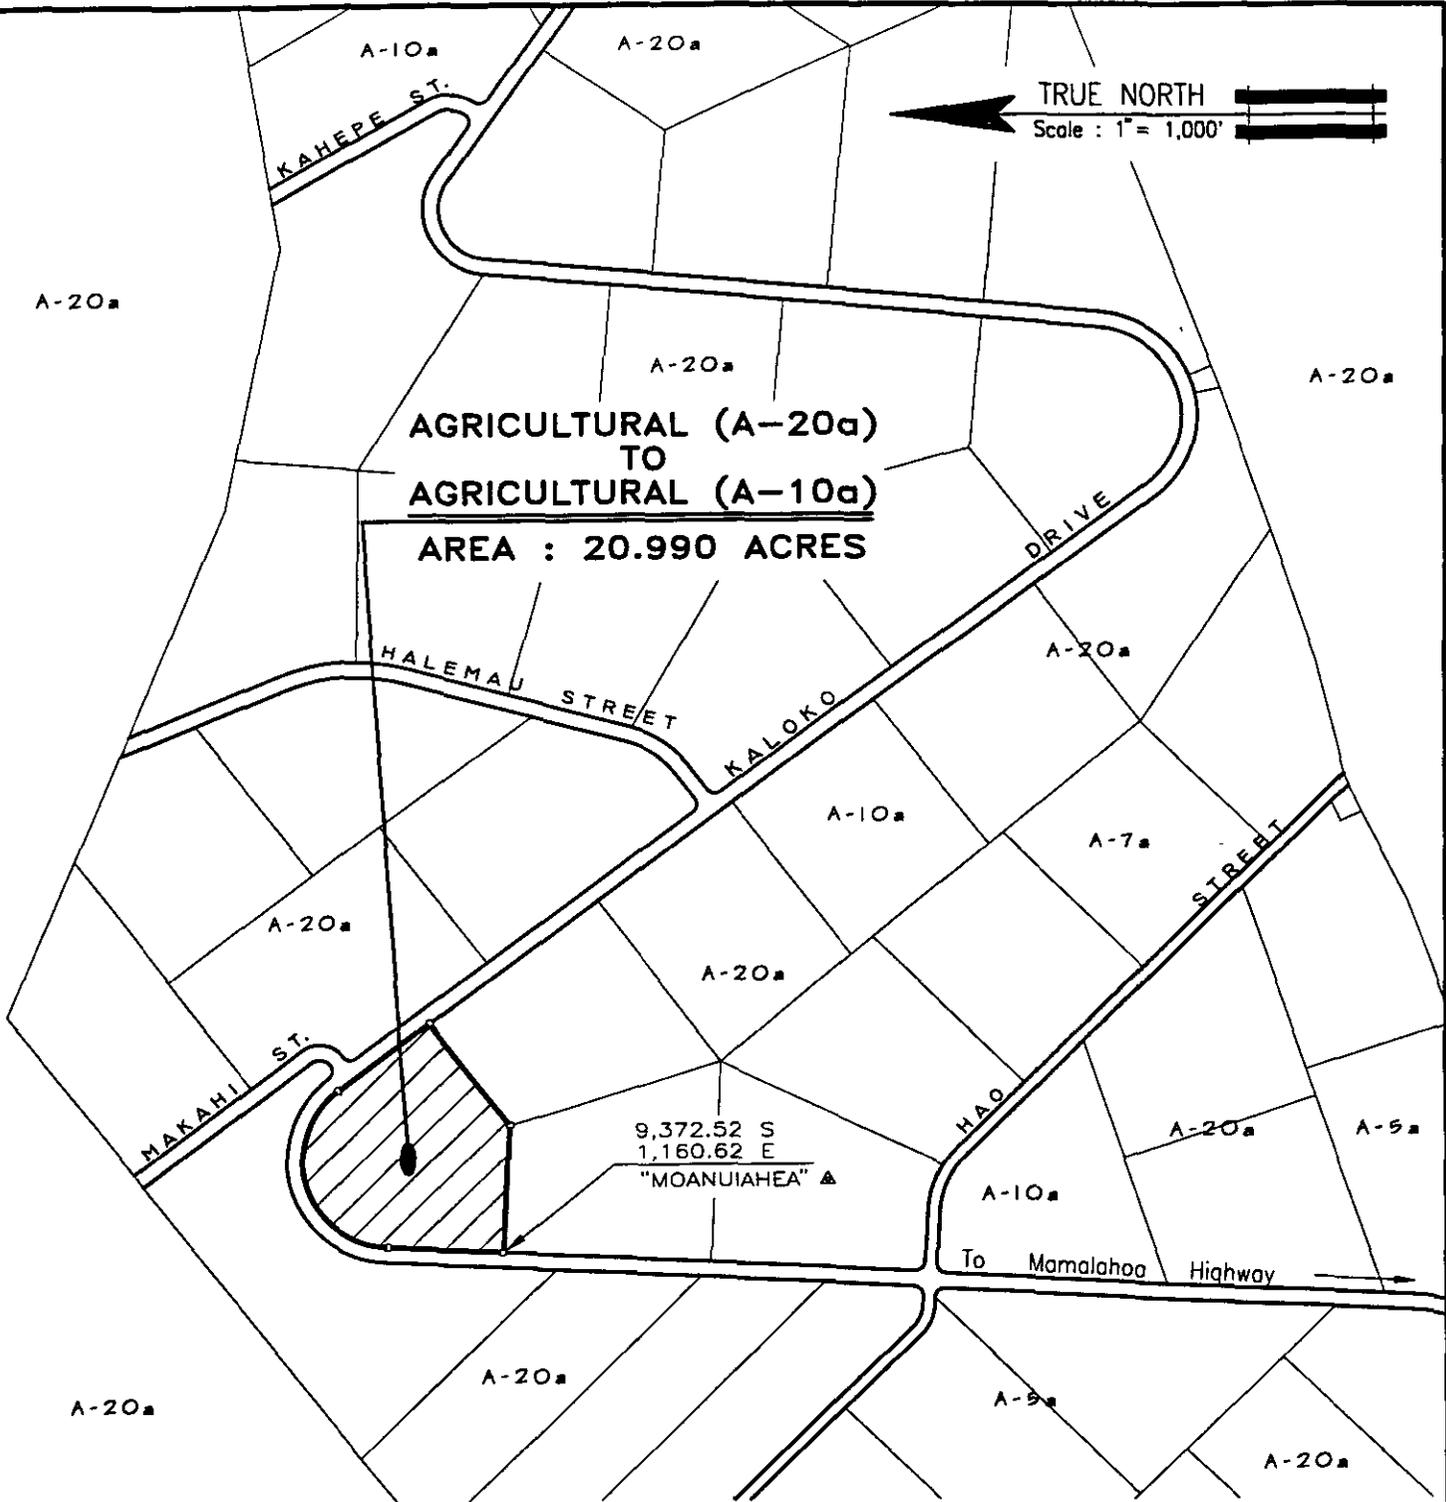 A-10a
A-20a
TRUE NORTH
Scale : 1"= 1,000'
KAHEPE ST.
A-20a
A-20a
A-20a
AGRICULTURAL (A-20a)
TO
AGRICULTURAL (A-10a)
AREA : 20.990 ACRES
KALOKO DRIVE
HALEMAU STREET
A-20a
A-10a
A-7a
HAO STREET
A-20a
A-20a
MAKAHI ST.
9,372.52 S
1,160.62 E
"MOANUIAHEA"
A-20a
A-5a
A-10a
To Mamalahoa Highway
A-20a
A-20a
A-5a
A-20a